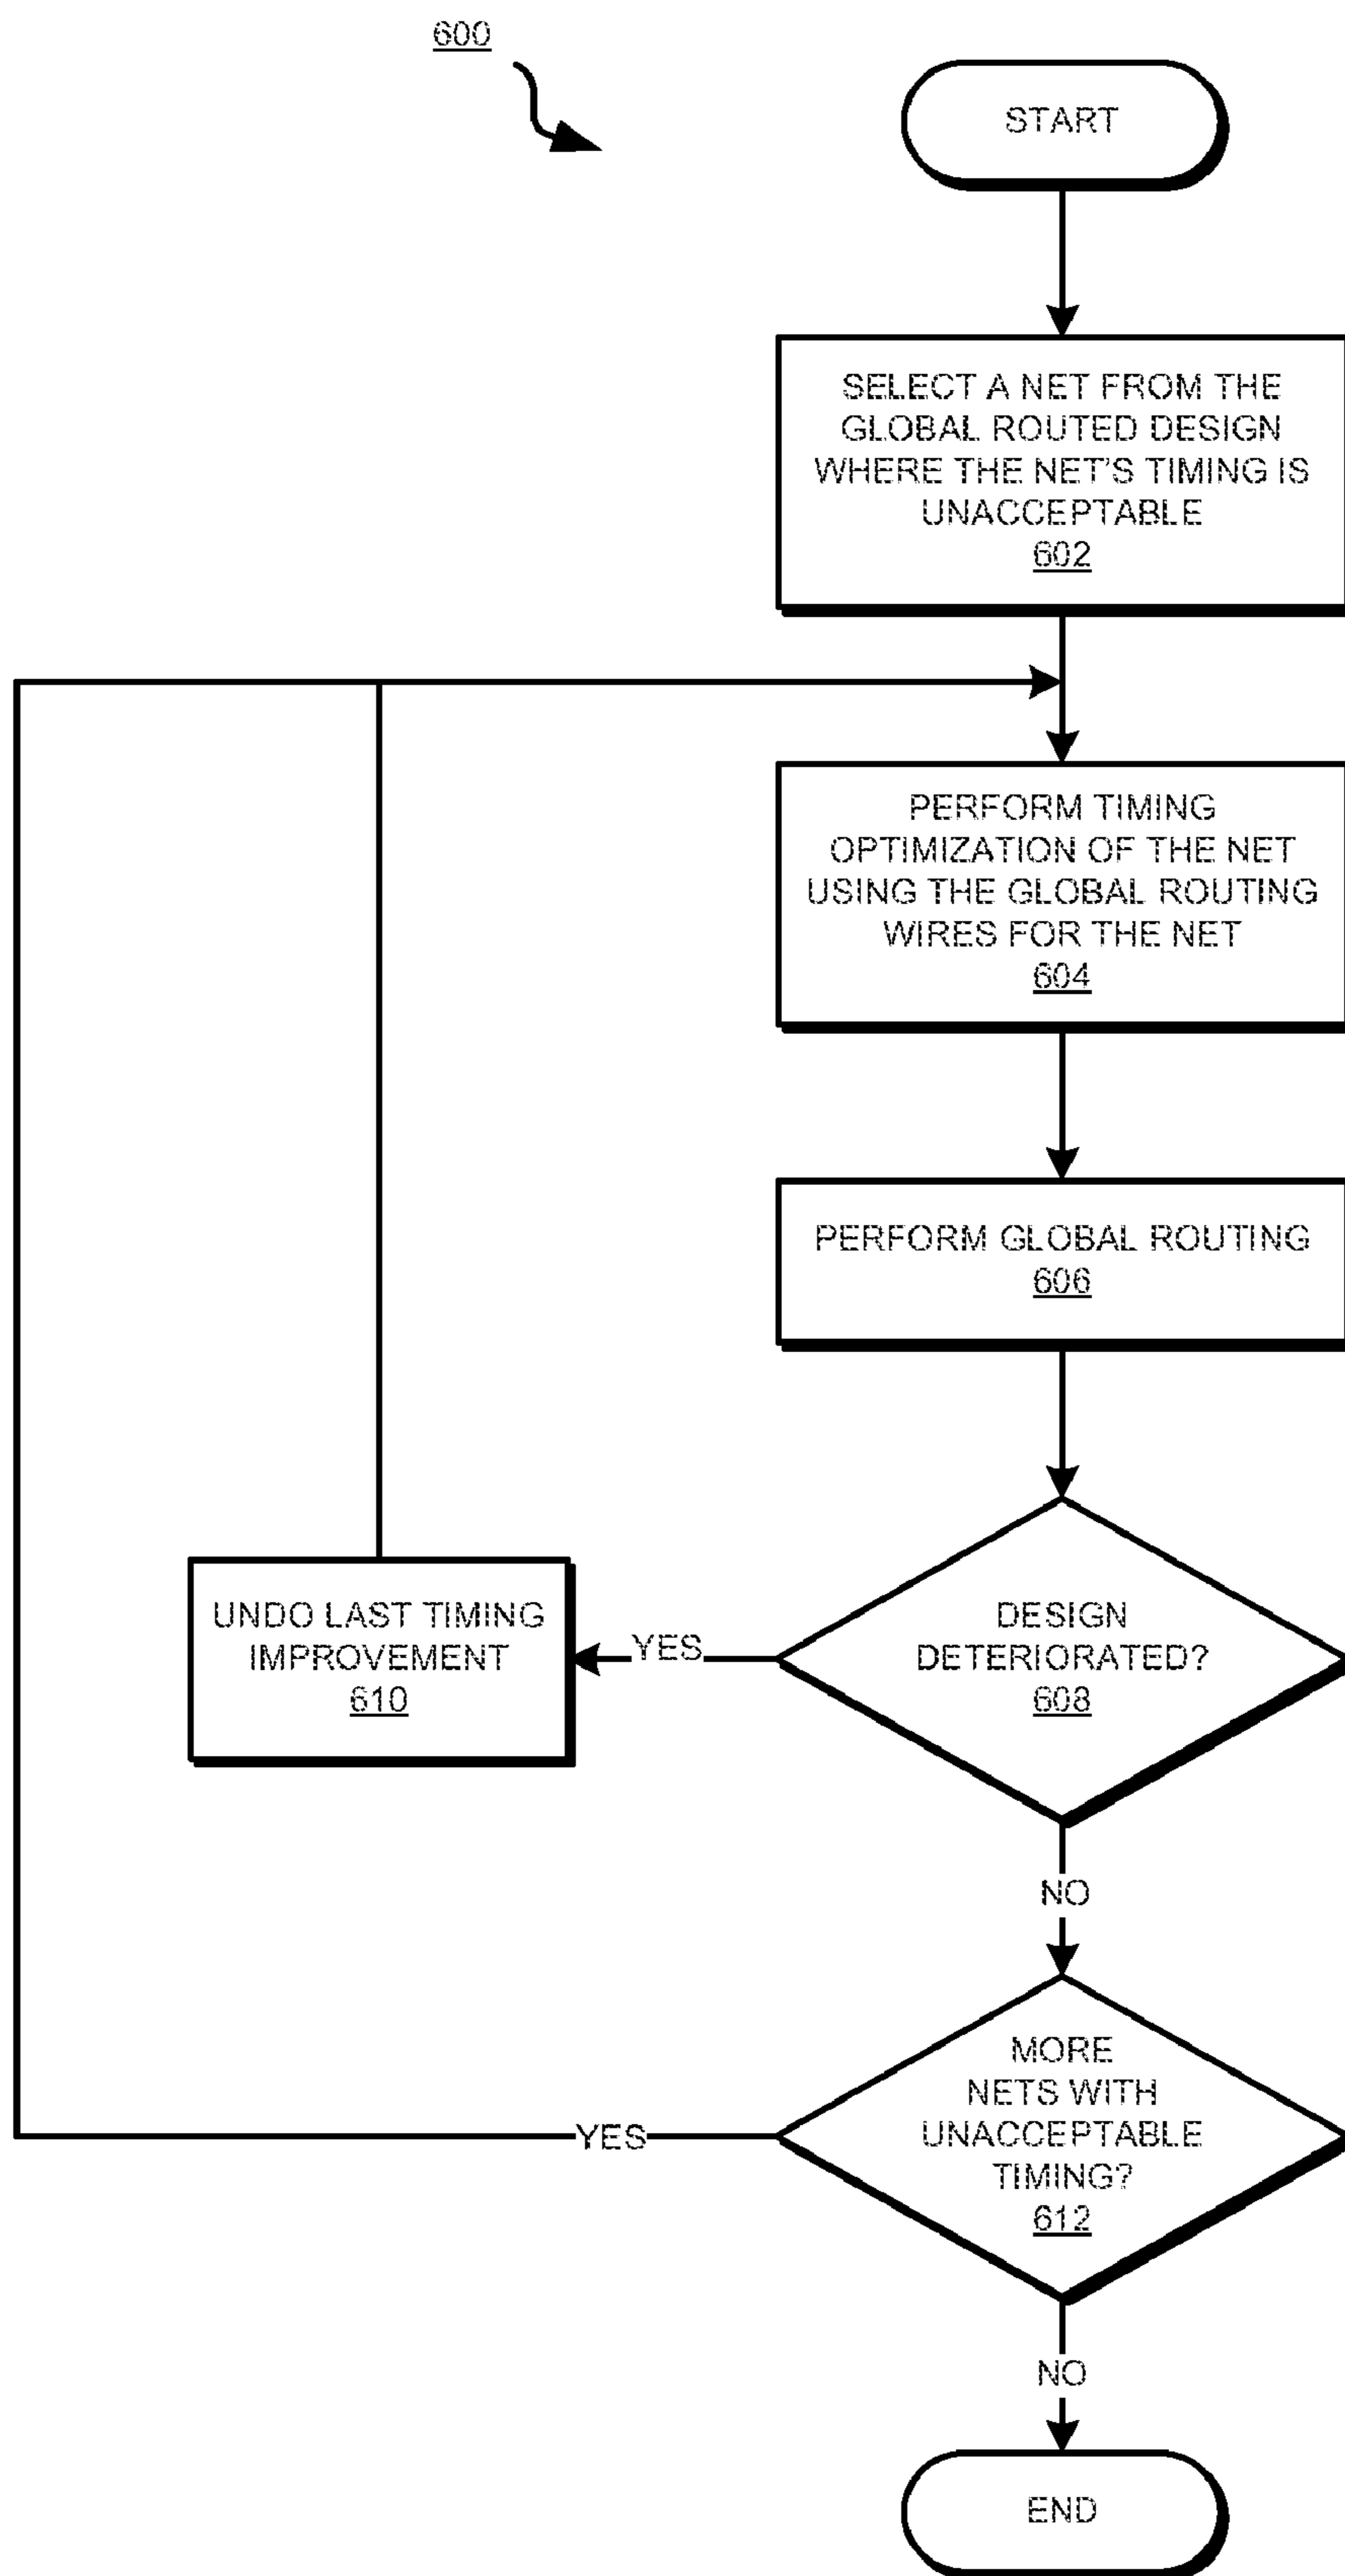 600
START
SELECT A NET FROM THE
GLOBAL ROUTED DESIGN
WHERE THE NET'S TIMING IS
UNACCEPTABLE
602
PERFORM TIMING
OPTIMIZATION OF THE NET
USING THE GLOBAL ROUTING
WIRES FOR THE NET
604
PERFORM GLOBAL ROUTING
606
DESIGN
DETERIORATED?
608
YES
UNDO LAST TIMING
IMPROVEMENT
610
NO
MORE
NETS WITH
UNACCEPTABLE
TIMING?
612
YES
NO
END